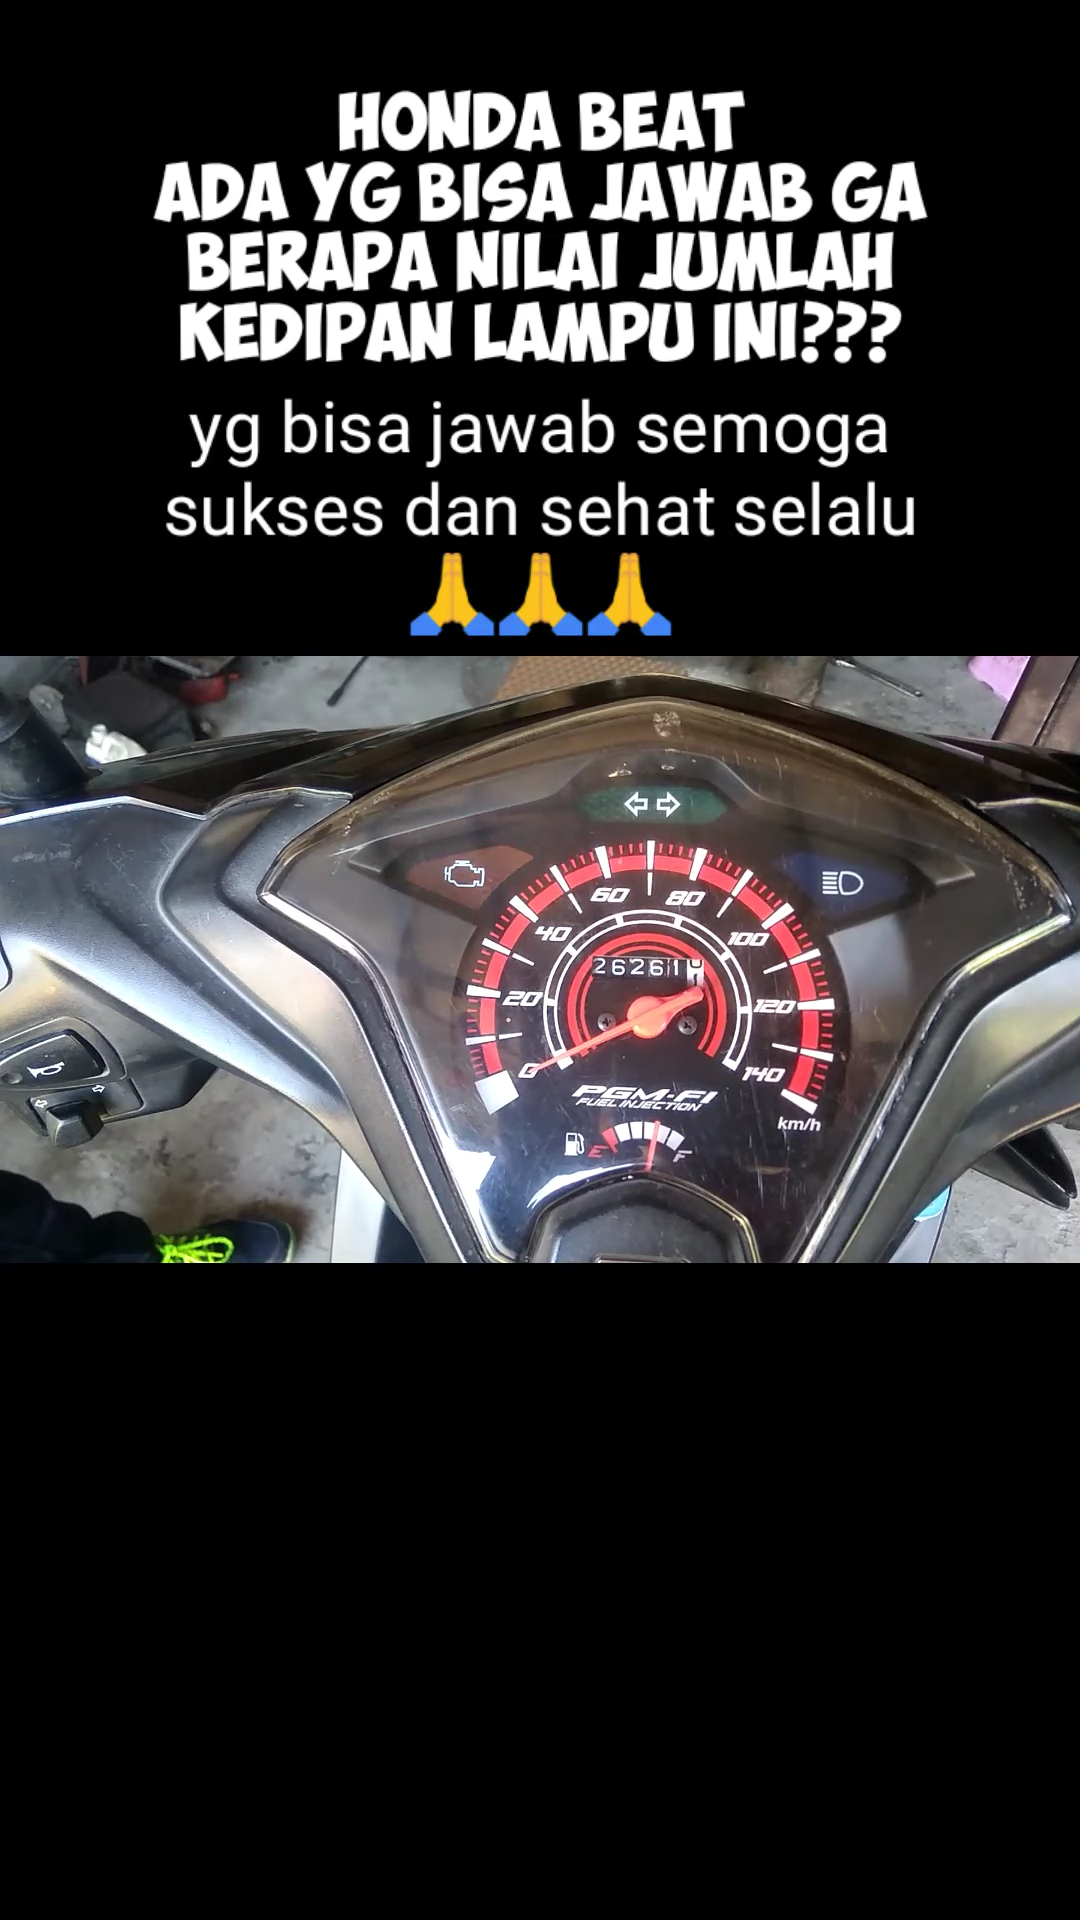 HONDA BEAT
ADA YG BISA JAWAB GA
BERAPA NILAI JUMLAH
KEDIPAN LAMPU INI???
yg bisa jawab semoga
sukses dan sehat selalu
🙏🙏🙏
60 80
40 100
26261
20 120
0 140
PGM-FI
FUEL INJECTION
km/h
E F